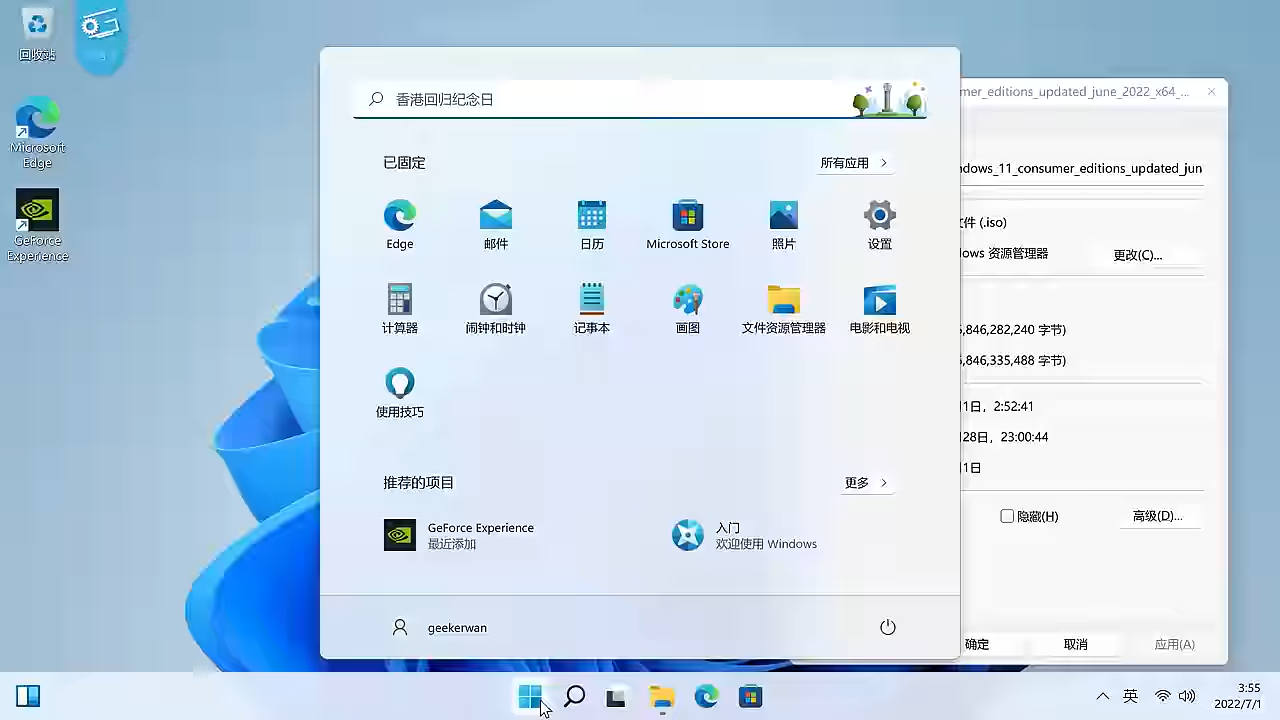 回收站
Microsoft
Edge
GeForce
Experience
香港回归纪念日
已固定
所有应用
Edge
邮件
日历
Microsoft Store
照片
设置
计算器
闹钟和时钟
记事本
画图
文件资源管理器
电影和电视
使用技巧
推荐的项目
更多
GeForce Experience
最近添加
入门
欢迎使用 Windows
geekerwan
mer_editions_updated_june_2022_x64_...
ndows_11_consumer_editions_updated_jun
文件 (.iso)
dows 资源管理器
更改(C)...
,846,282,240 字节)
,846,335,488 字节)
1日，2:52:41
28日，23:00:44
1日
隐藏(H)
高级(D)...
确定
取消
应用(A)
英
3:55
2022/7/1